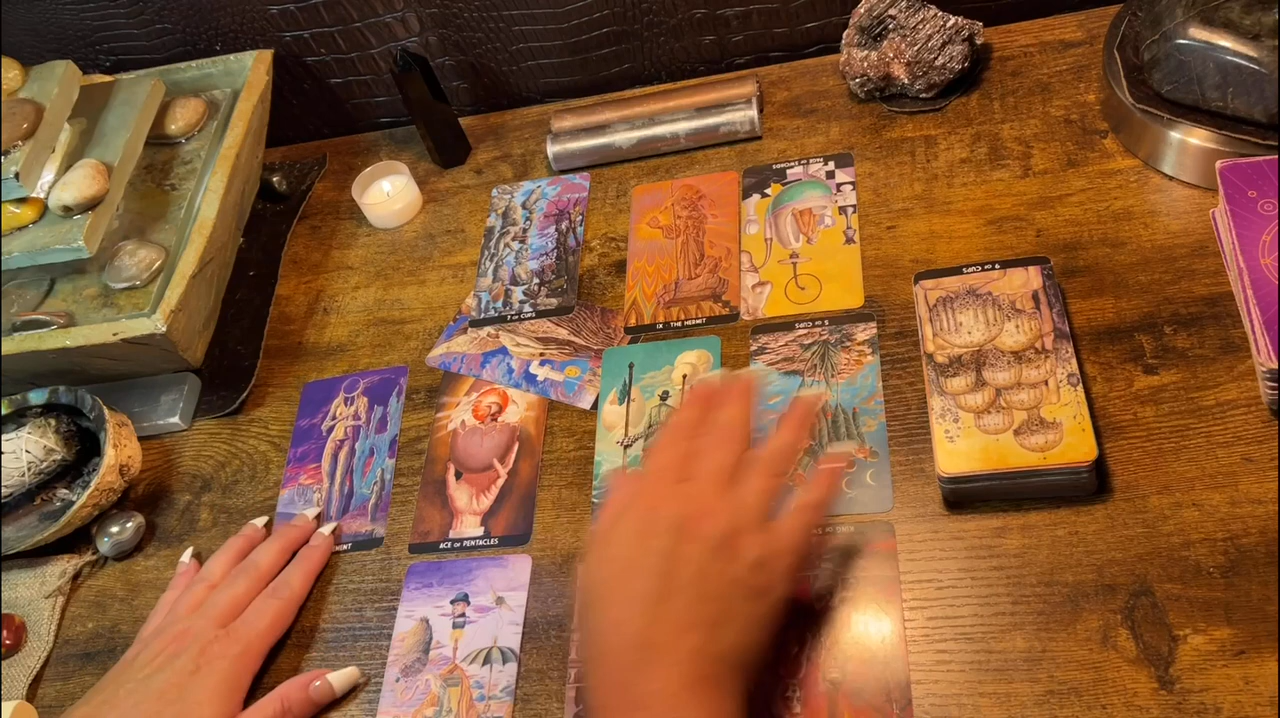 PAGE OF SWORDS
7 OF CUPS
IX · THE HERMIT
9 OF CUPS
5 OF CUPS
ACE OF PENTACLES